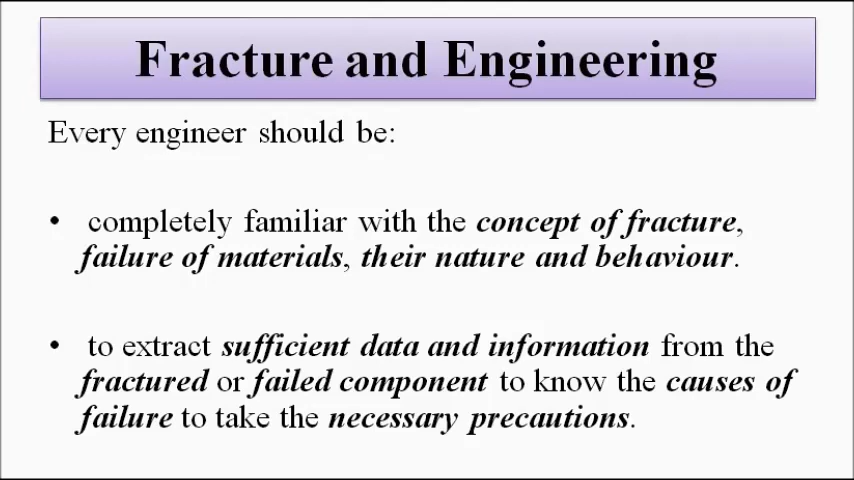 Fracture and Engineering
Every engineer should be:
• completely familiar with the concept of fracture,
failure of materials, their nature and behaviour.
• to extract sufficient data and information from the
fractured or failed component to know the causes of
failure to take the necessary precautions.